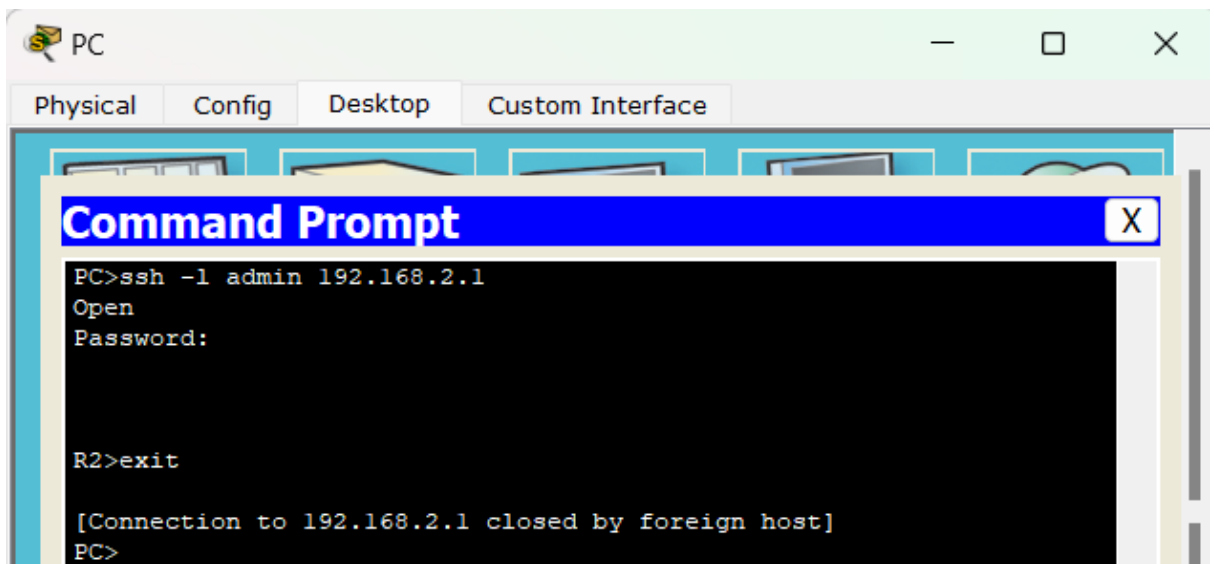 PC
Physical Config Desktop Custom Interface
Command Prompt X
PC>ssh -l admin 192.168.2.1
Open
Password:
R2>exit
[Connection to 192.168.2.1 closed by foreign host]
PC>